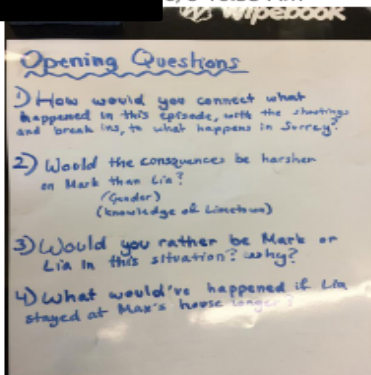 wipebook
Opening Questions
1) How would you connect what
happened in this episode, with the shootings
and break ins, to what happens in Surrey?
2) Would the consquences be harsher
on Mark than Lia?
(Gender)
(knowledge of Limetown)
3) Would you rather be Mark or
Lia in this situation? why?
4) What would've happened if Lia
stayed at Max's house longer?